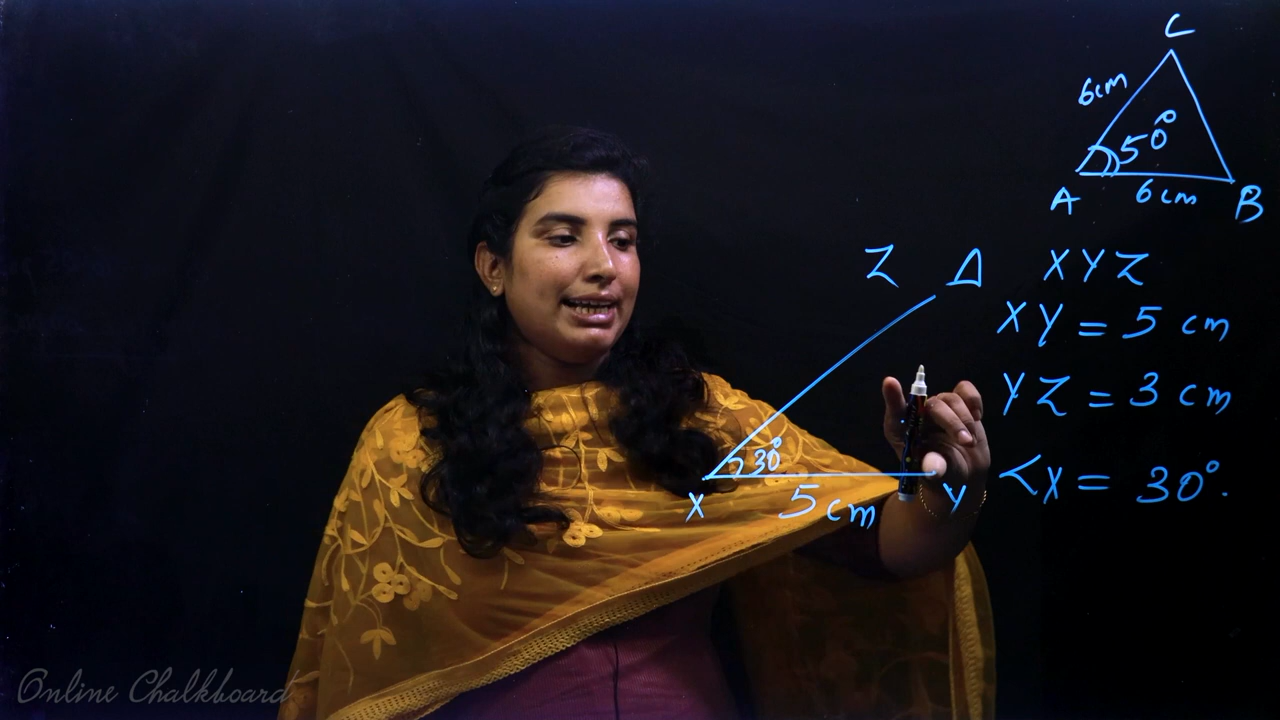 C
6cm
50°
A
6cm
B
Z
Δ XYZ
XY = 5 cm
YZ = 3 cm
<X = 30°.
30°
X
5cm
Y
Online Chalkboard